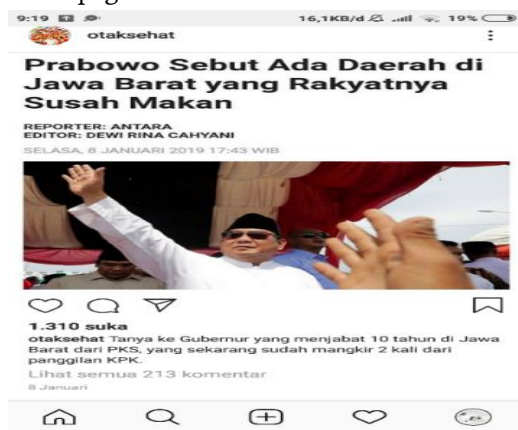 9:19 16,1KB/d 19%
otaksehat
Prabowo Sebut Ada Daerah di
Jawa Barat yang Rakyatnya
Susah Makan
REPORTER: ANTARA
EDITOR: DEWI RINA CAHYANI
SELASA, 8 JANUARI 2019 17:43 WIB
1.310 suka
otaksehat Tanya ke Gubernur yang menjabat 10 tahun di Jawa
Barat dari PKS, yang sekarang sudah mangkir 2 kali dari
panggilan KPK.
Lihat semua 213 komentar
8 Januari